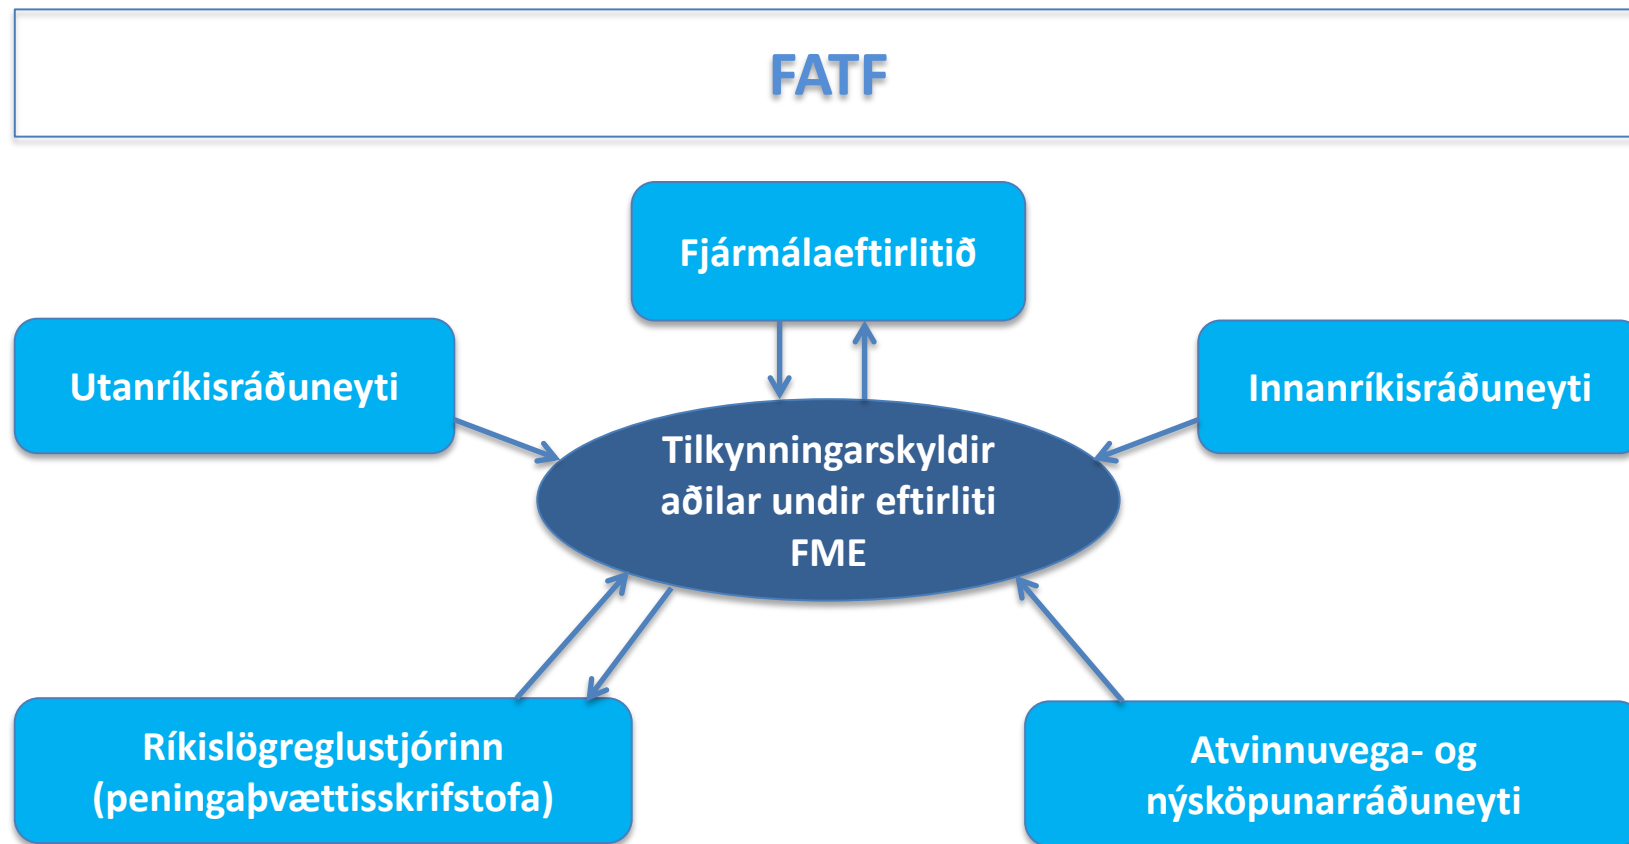 FATF
Fjármálaeftirlitið
Utanríkisráðuneyti
Innanríkisráðuneyti
Tilkynningarskyldir
aðilar undir eftirliti
FME
Ríkislögreglustjórinn
(peningaþvættisskrifstofa)
Atvinnuvega- og
nýsköpunarráðuneyti